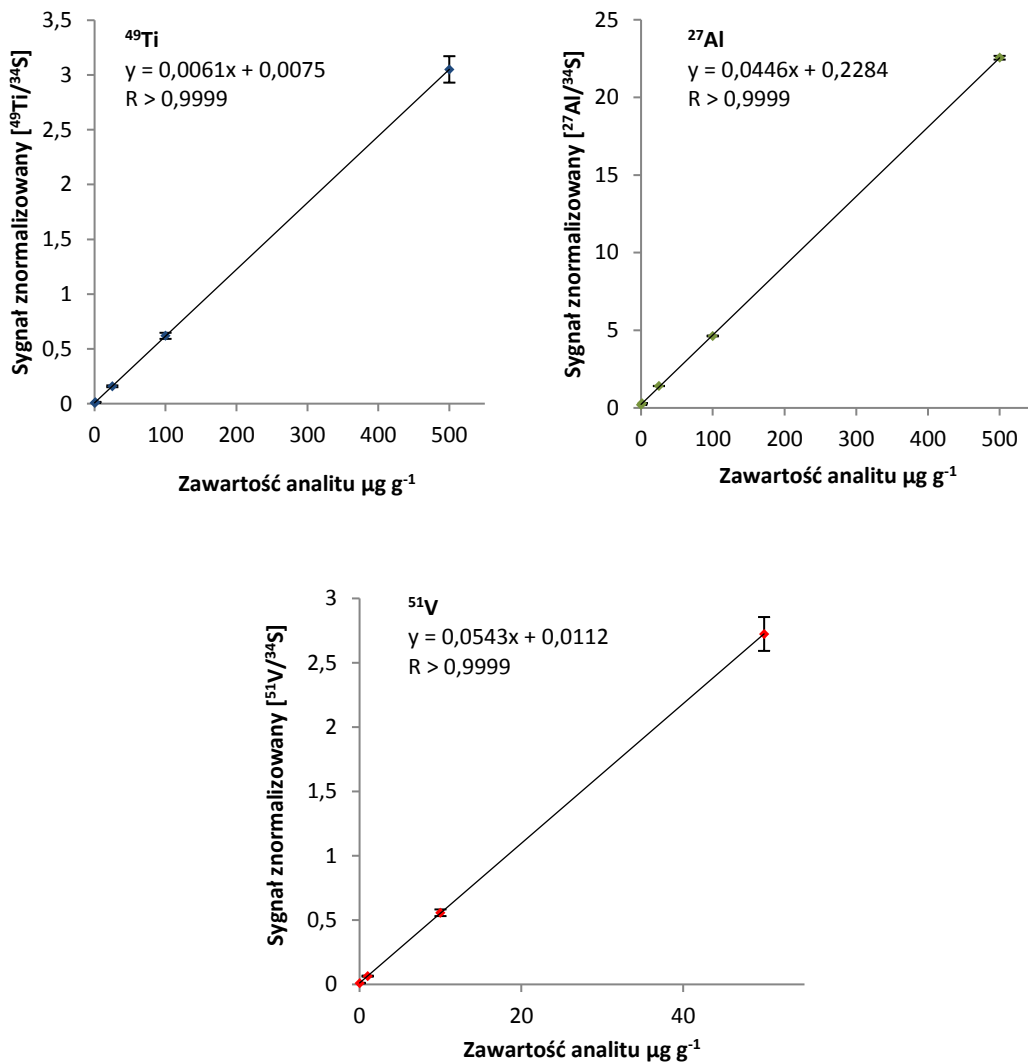 ⁴⁹Ti
y = 0,0061x + 0,0075
R > 0,9999
Sygnał znormalizowany [⁴⁹Ti/³⁴S]
3,5
3
2,5
2
1,5
1
0,5
0
0 100 200 300 400 500
Zawartość analitu µg g⁻¹
²⁷Al
y = 0,0446x + 0,2284
R > 0,9999
Sygnał znormalizowany [²⁷Al/³⁴S]
25
20
15
10
5
0
0 100 200 300 400 500
Zawartość analitu µg g⁻¹
⁵¹V
y = 0,0543x + 0,0112
R > 0,9999
Sygnał znormalizowany [⁵¹V/³⁴S]
3
2,5
2
1,5
1
0,5
0
0 20 40
Zawartość analitu µg g⁻¹